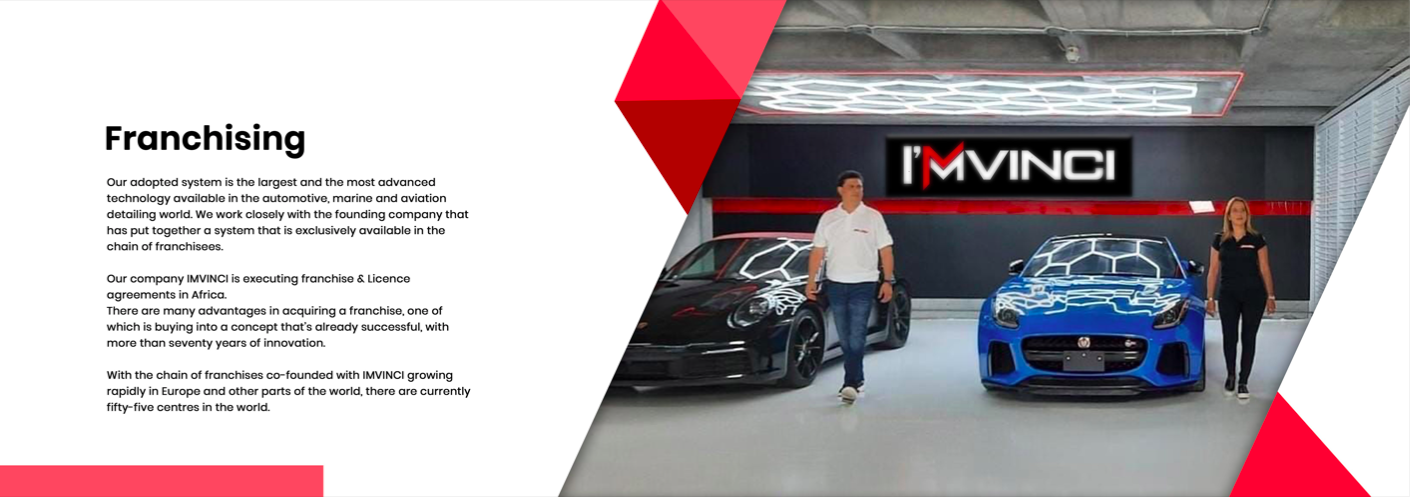 Franchising
Our adopted system is the largest and the most advanced
technology available in the automotive, marine and aviation
detailing world. We work closely with the founding company that
has put together a system that is exclusively available in the
chain of franchisees.
Our company IMVINCI is executing franchise & Licence
agreements in Africa.
There are many advantages in acquiring a franchise, one of
which is buying into a concept that's already successful, with
more than seventy years of innovation.
With the chain of franchises co-founded with IMVINCI growing
rapidly in Europe and other parts of the world, there are currently
fifty-five centres in the world.
I'MVINCI